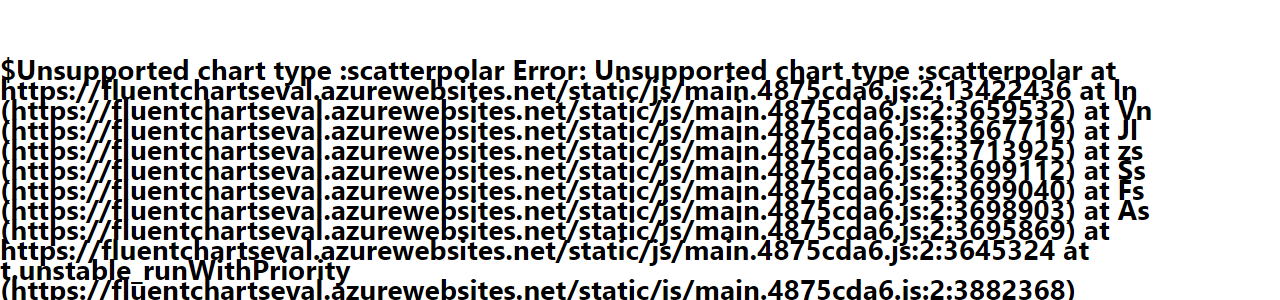 $Unsupported chart type :scatterpolar Error: Unsupported chart type :scatterpolar at
https://fluentchartseval.azurewebsites.net/static/js/main.4875cda6.js:2:13422436 at ln
(https://fluentchartseval.azurewebsites.net/static/js/main.4875cda6.js:2:3659532) at Vn
(https://fluentchartseval.azurewebsites.net/static/js/main.4875cda6.js:2:3667719) at Jl
(https://fluentchartseval.azurewebsites.net/static/js/main.4875cda6.js:2:3713925) at zs
(https://fluentchartseval.azurewebsites.net/static/js/main.4875cda6.js:2:3699112) at Ss
(https://fluentchartseval.azurewebsites.net/static/js/main.4875cda6.js:2:3699040) at Fs
(https://fluentchartseval.azurewebsites.net/static/js/main.4875cda6.js:2:3698903) at As
(https://fluentchartseval.azurewebsites.net/static/js/main.4875cda6.js:2:3695869) at
https://fluentchartseval.azurewebsites.net/static/js/main.4875cda6.js:2:3645324 at
t.unstable_runWithPriority
(https://fluentchartseval.azurewebsites.net/static/js/main.4875cda6.js:2:3882368)